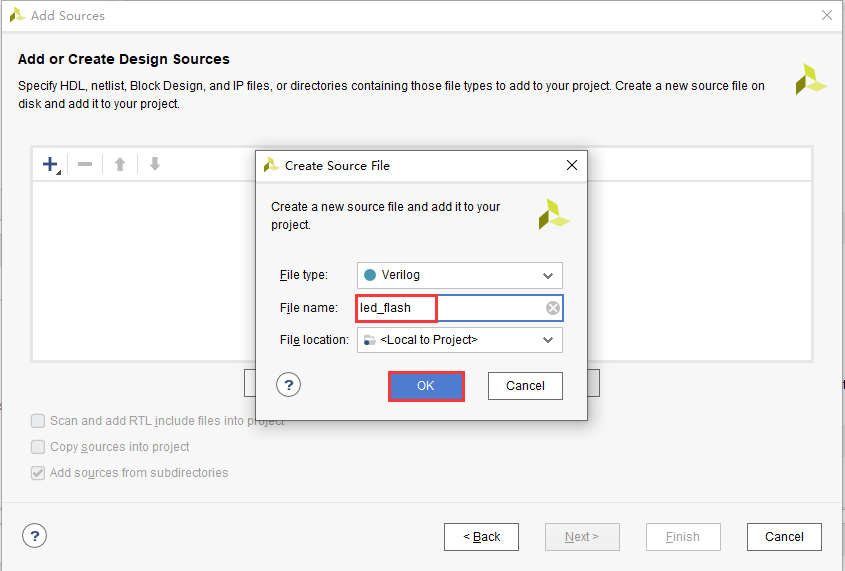 Add Sources
Add or Create Design Sources
Specify HDL, netlist, Block Design, and IP files, or directories containing those file types to add to your project. Create a new source file on
disk and add it to your project.
Create Source File
Create a new source file and add it to your
project.
File type:
Verilog
File name:
led_flash
File location:
<Local to Project>
?
OK
Cancel
Scan and add RTL include files into project
Copy sources into project
Add sources from subdirectories
?
< Back
Next >
Finish
Cancel